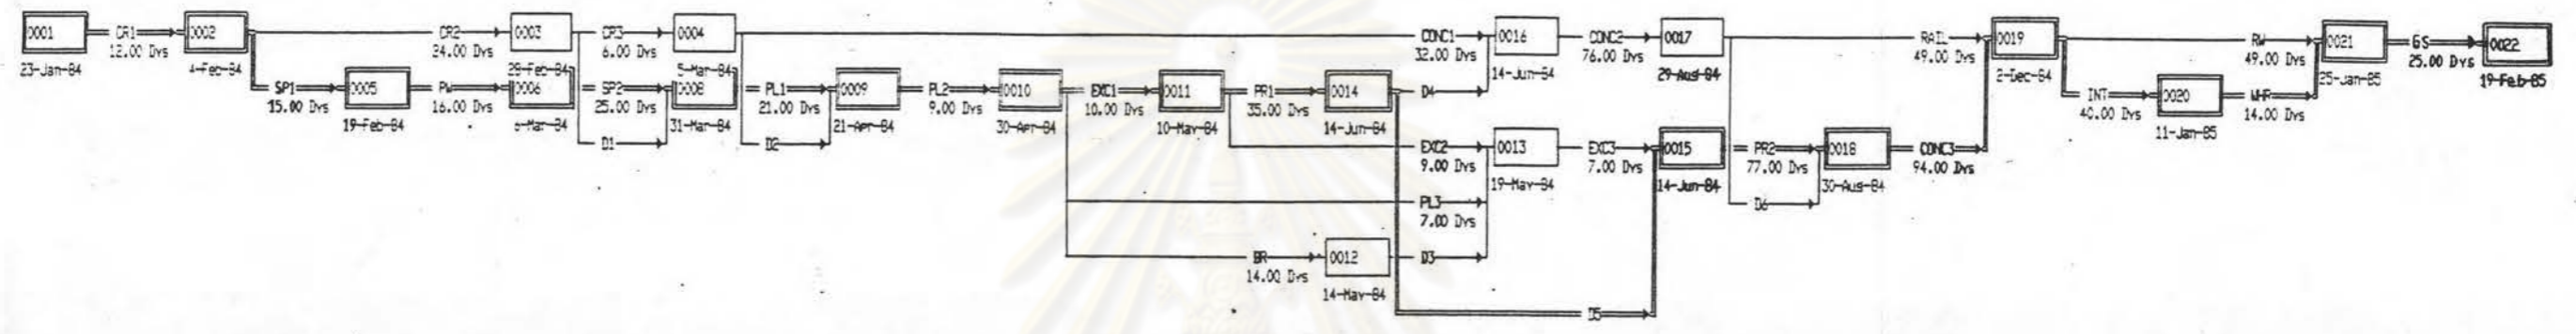 0001
23-Jan-84
CR1
12.00 Dys
0002
4-Feb-84
CR2
24.00 Dys
0003
28-Feb-84
CR3
6.00 Dys
0004
5-Mar-84
SP1
15.00 Dys
0005
19-Feb-84
PW
16.00 Dys
0006
6-Mar-84
SP2
25.00 Dys
0008
31-Mar-84
D1
PL1
21.00 Dys
D2
0009
21-Apr-84
PL2
9.00 Dys
0010
30-Apr-84
EXC1
10.00 Dys
0011
10-May-84
PR1
35.00 Dys
0014
14-Jun-84
CONC1
32.00 Dys
D4
0016
14-Jun-84
CONC2
76.00 Dys
0017
29-Aug-84
EXC2
9.00 Dys
0013
19-May-84
EXC3
7.00 Dys
0015
14-Jun-84
PL3
7.00 Dys
BR
14.00 Dys
0012
14-May-84
D3
D5
RAIL
49.00 Dys
PR2
77.00 Dys
D6
0018
30-Aug-84
CONC3
94.00 Dys
0019
2-Dec-84
RW
49.00 Dys
INT
40.00 Dys
0020
11-Jan-85
WHR
14.00 Dys
0021
25-Jan-85
GS
25.00 Dys
0022
19-Feb-85